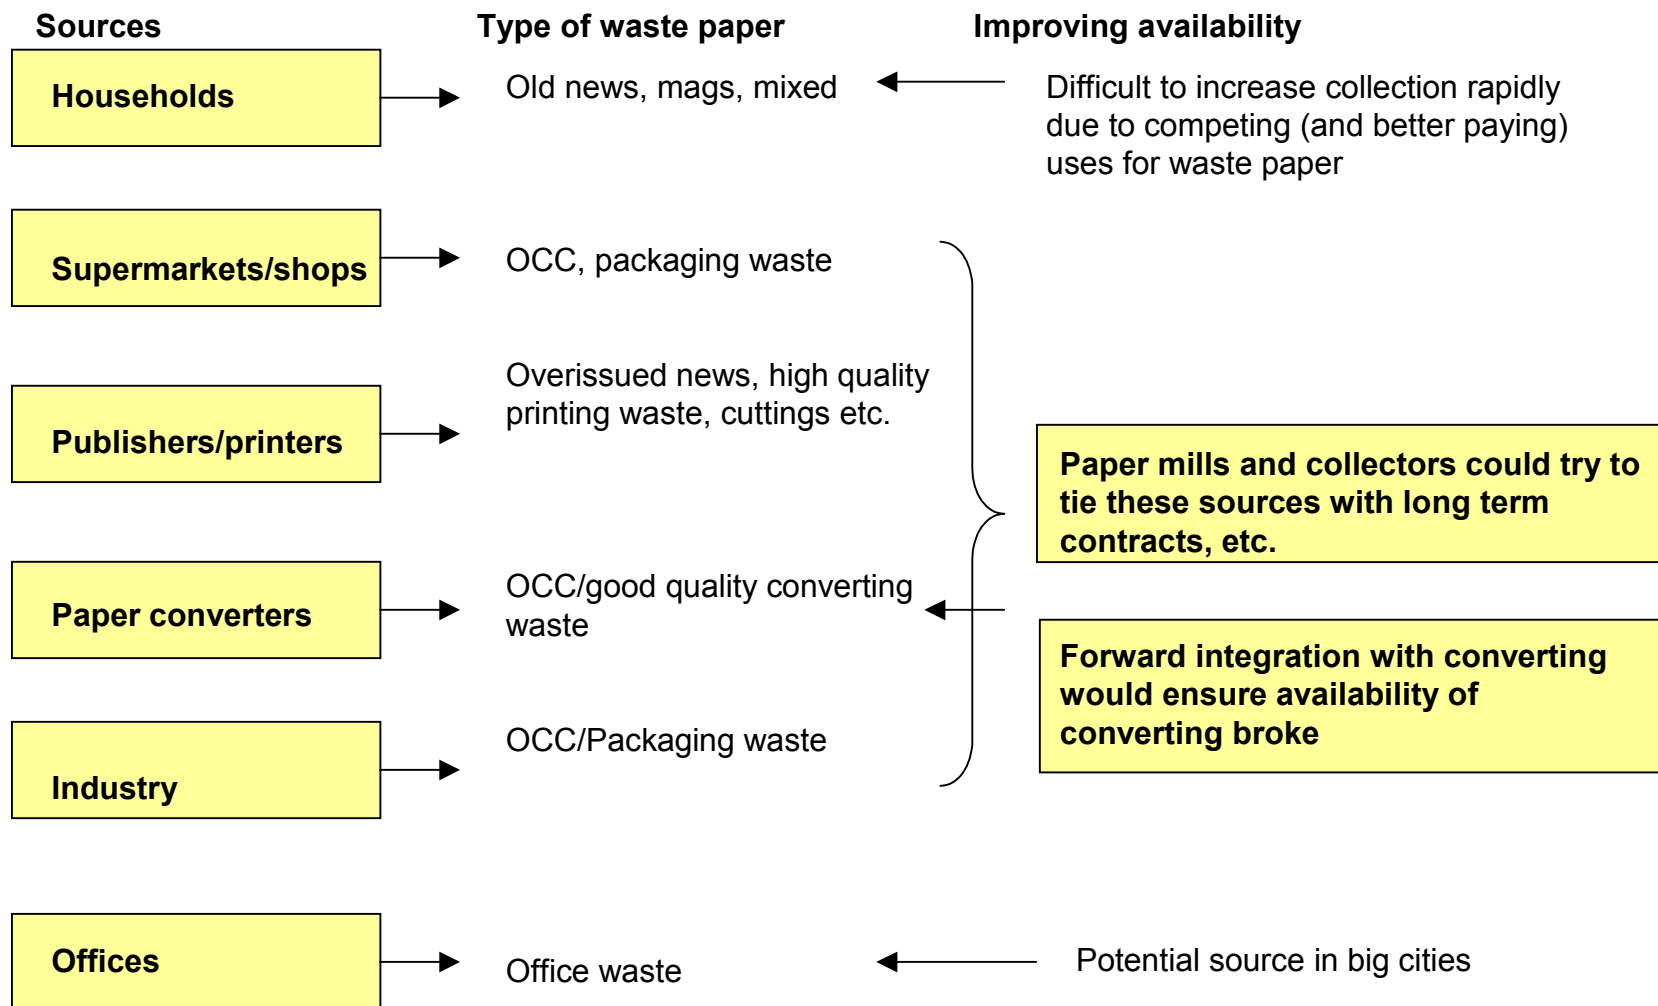 Sources Type of waste paper Improving availability
Households
Old news, mags, mixed
Difficult to increase collection rapidly
due to competing (and better paying)
uses for waste paper
Supermarkets/shops
OCC, packaging waste
Publishers/printers
Overissued news, high quality
printing waste, cuttings etc.
Paper mills and collectors could try to
tie these sources with long term
contracts, etc.
Paper converters
OCC/good quality converting
waste
Forward integration with converting
would ensure availability of
converting broke
Industry
OCC/Packaging waste
Offices
Office waste
Potential source in big cities